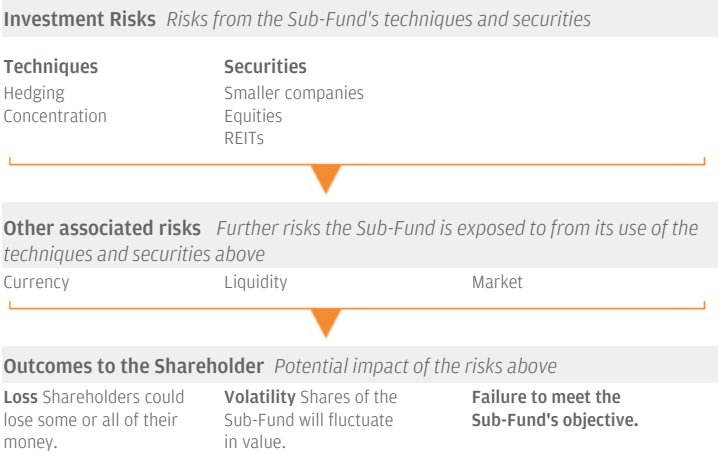 Investment Risks Risks from the Sub-Fund's techniques and securities
Techniques
Hedging
Concentration
Securities
Smaller companies
Equities
REITs
Other associated risks Further risks the Sub-Fund is exposed to from its use of the
techniques and securities above
Currency
Liquidity
Market
Outcomes to the Shareholder Potential impact of the risks above
Loss Shareholders could
lose some or all of their
money.
Volatility Shares of the
Sub-Fund will fluctuate
in value.
Failure to meet the
Sub-Fund's objective.